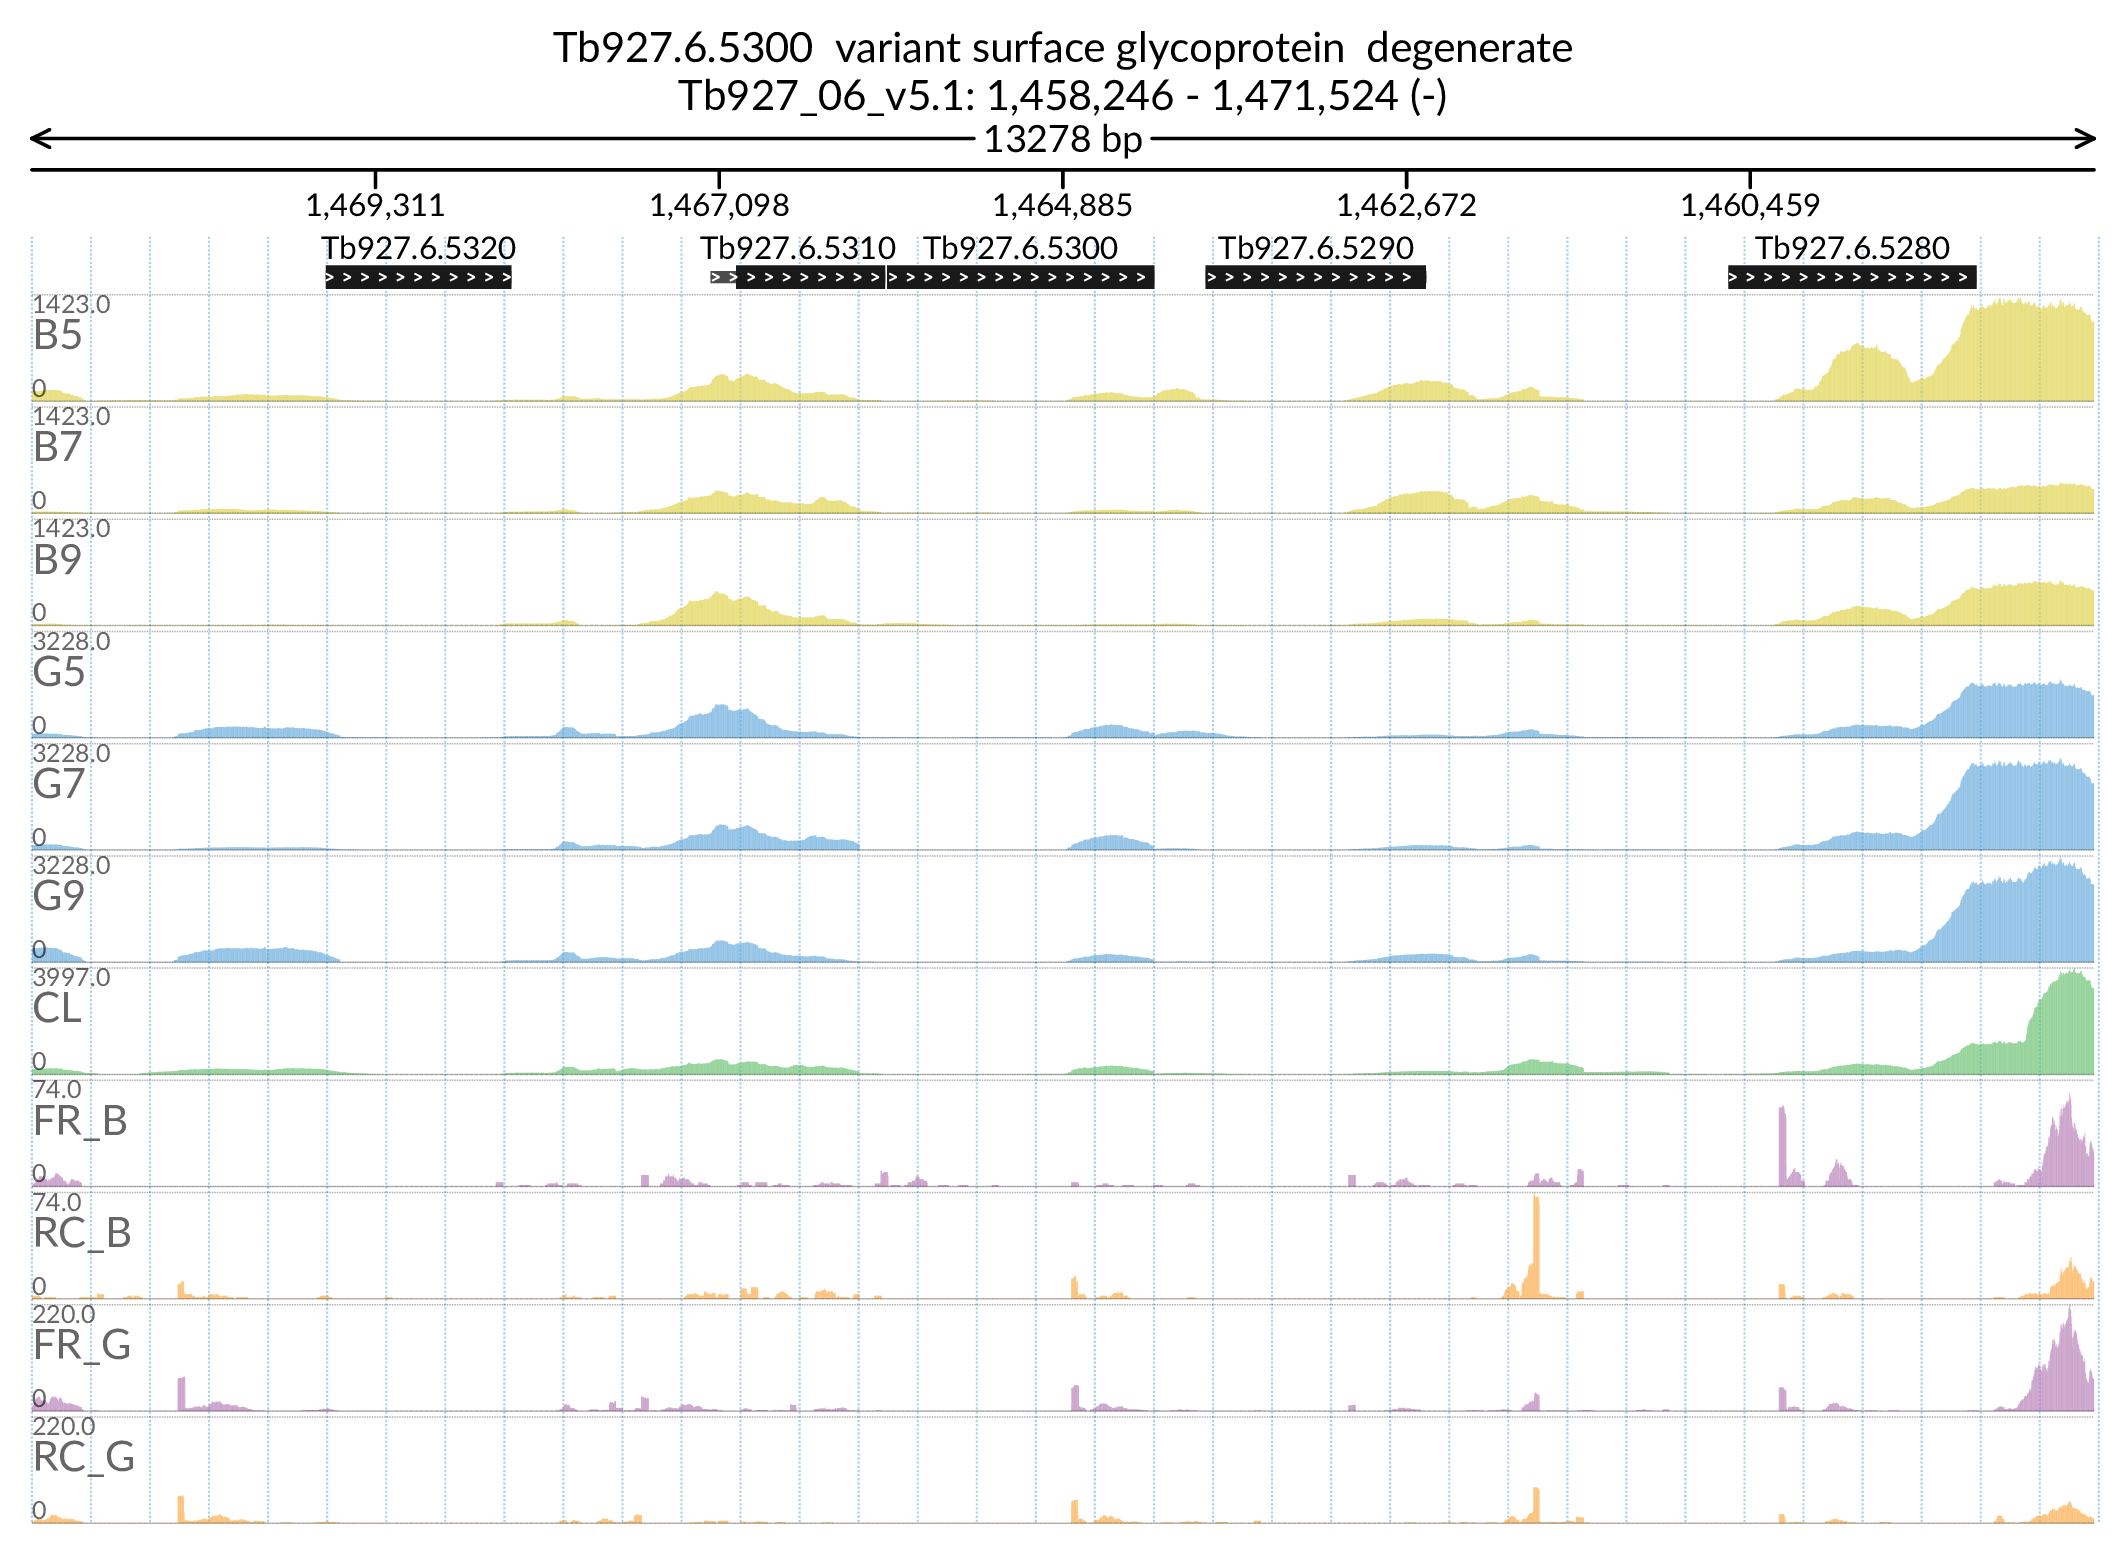 Tb927.6.5300 variant surface glycoprotein degenerate
Tb927_06_v5.1: 1,458,246 - 1,471,524 (-)
13278 bp
1,469,311 1,467,098 1,464,885 1,462,672 1,460,459
Tb927.6.5320 Tb927.6.5310 Tb927.6.5300 Tb927.6.5290 Tb927.6.5280
1423.0
B5
0
1423.0
B7
0
1423.0
B9
0
3228.0
G5
0
3228.0
G7
0
3228.0
G9
0
3997.0
CL
0
74.0
FR_B
0
74.0
RC_B
0
220.0
FR_G
0
220.0
RC_G
0